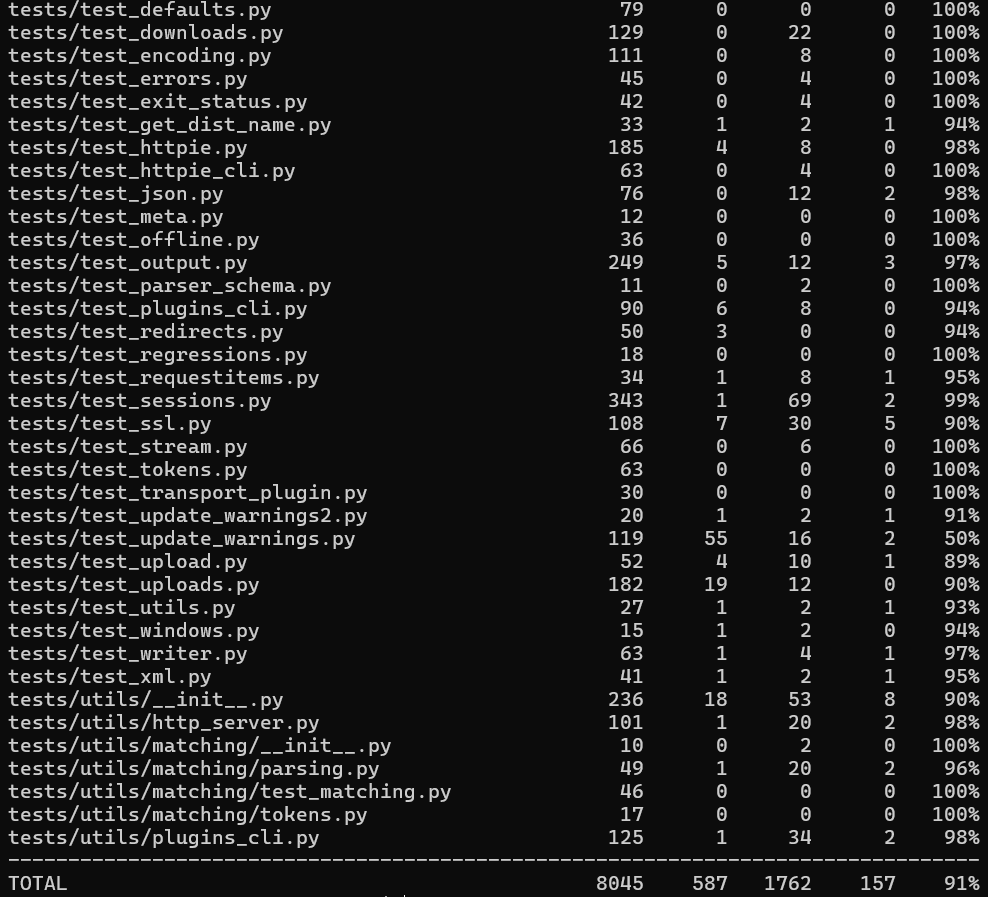 tests/test_defaults.py 79 0 0 0 100%
tests/test_downloads.py 129 0 22 0 100%
tests/test_encoding.py 111 0 8 0 100%
tests/test_errors.py 45 0 4 0 100%
tests/test_exit_status.py 42 0 4 0 100%
tests/test_get_dist_name.py 33 1 2 1 94%
tests/test_httpie.py 185 4 8 0 98%
tests/test_httpie_cli.py 63 0 4 0 100%
tests/test_json.py 76 0 12 2 98%
tests/test_meta.py 12 0 0 0 100%
tests/test_offline.py 36 0 0 0 100%
tests/test_output.py 249 5 12 3 97%
tests/test_parser_schema.py 11 0 2 0 100%
tests/test_plugins_cli.py 90 6 8 0 94%
tests/test_redirects.py 50 3 0 0 94%
tests/test_regressions.py 18 0 0 0 100%
tests/test_requestitems.py 34 1 8 1 95%
tests/test_sessions.py 343 1 69 2 99%
tests/test_ssl.py 108 7 30 5 90%
tests/test_stream.py 66 0 6 0 100%
tests/test_tokens.py 63 0 0 0 100%
tests/test_transport_plugin.py 30 0 0 0 100%
tests/test_update_warnings2.py 20 1 2 1 91%
tests/test_update_warnings.py 119 55 16 2 50%
tests/test_upload.py 52 4 10 1 89%
tests/test_uploads.py 182 19 12 0 90%
tests/test_utils.py 27 1 2 1 93%
tests/test_windows.py 15 1 2 0 94%
tests/test_writer.py 63 1 4 1 97%
tests/test_xml.py 41 1 2 1 95%
tests/utils/__init__.py 236 18 53 8 90%
tests/utils/http_server.py 101 1 20 2 98%
tests/utils/matching/__init__.py 10 0 2 0 100%
tests/utils/matching/parsing.py 49 1 20 2 96%
tests/utils/matching/test_matching.py 46 0 0 0 100%
tests/utils/matching/tokens.py 17 0 0 0 100%
tests/utils/plugins_cli.py 125 1 34 2 98%
---------------------------------------------------------------------------------
TOTAL 8045 587 1762 157 91%